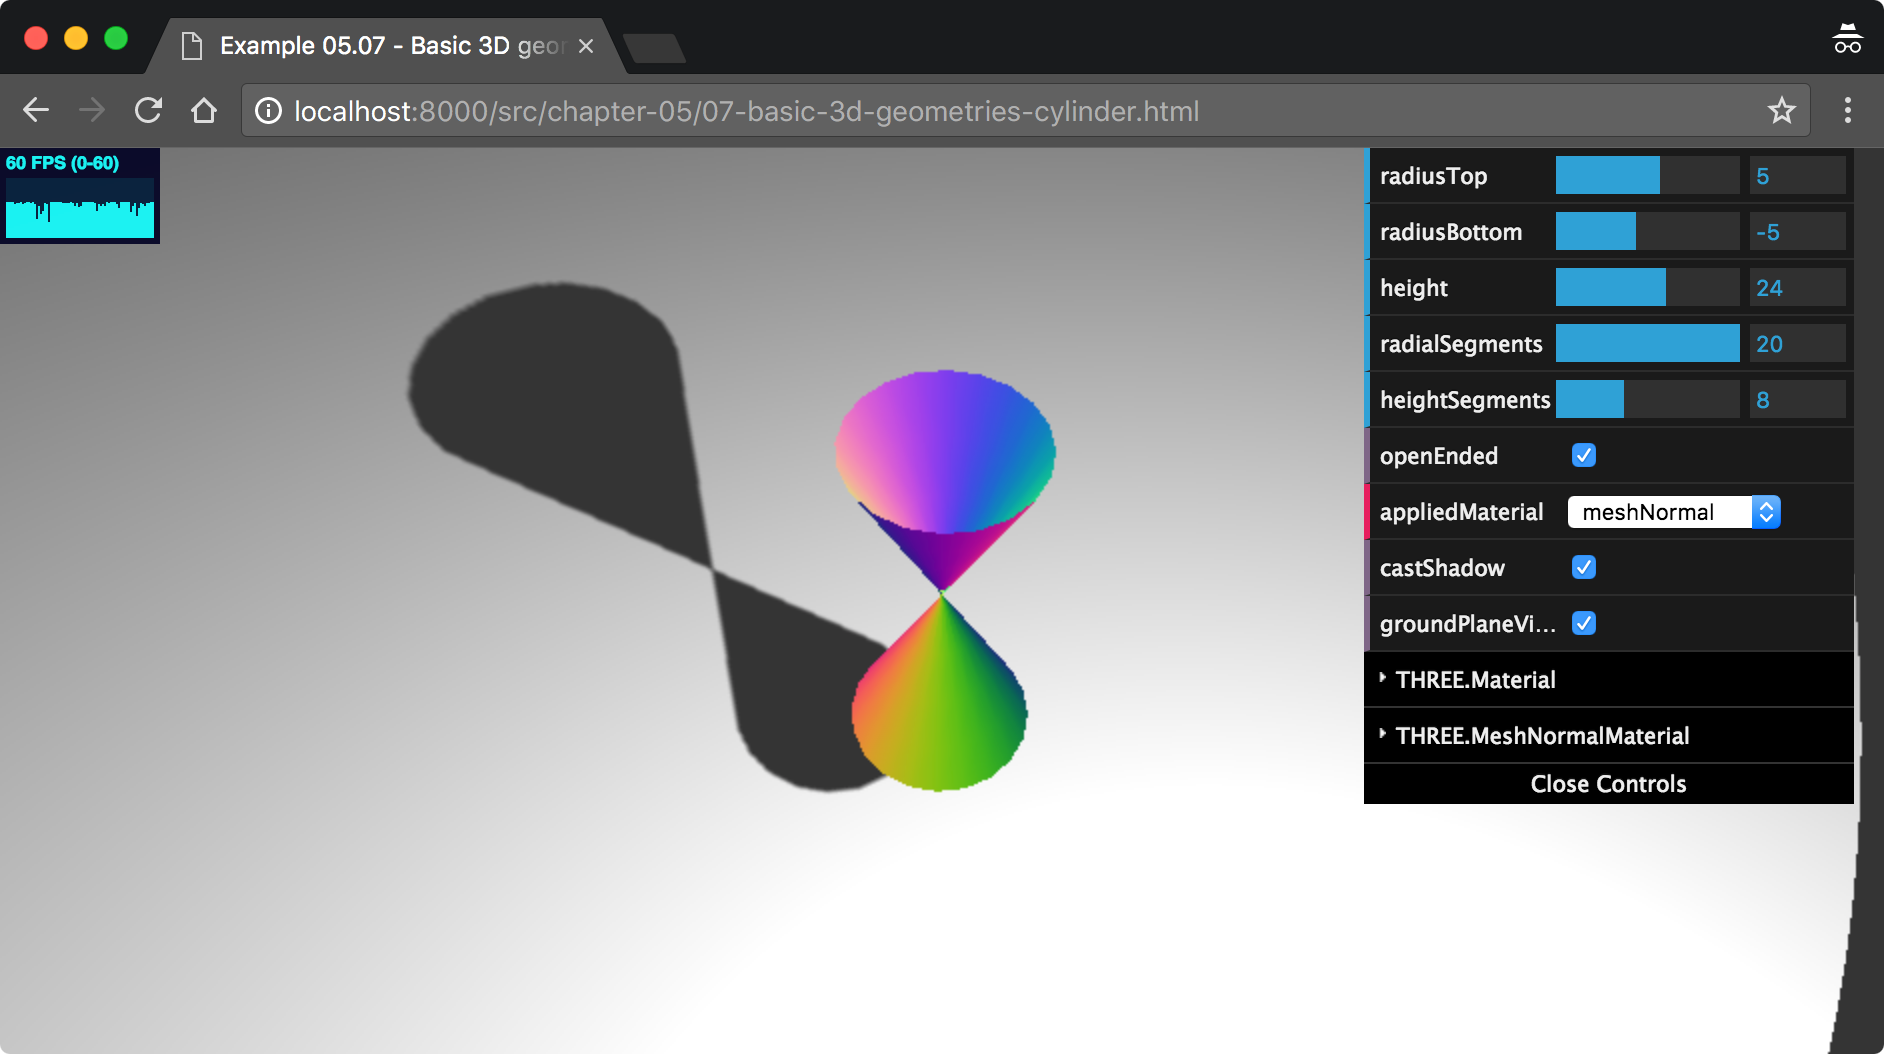 Example 05.07 - Basic 3D geor
localhost:8000/src/chapter-05/07-basic-3d-geometries-cylinder.html
60 FPS (0-60)
radiusTop 5
radiusBottom -5
height 24
radialSegments 20
heightSegments 8
openEnded
appliedMaterial meshNormal
castShadow
groundPlaneVi...
THREE.Material
THREE.MeshNormalMaterial
Close Controls